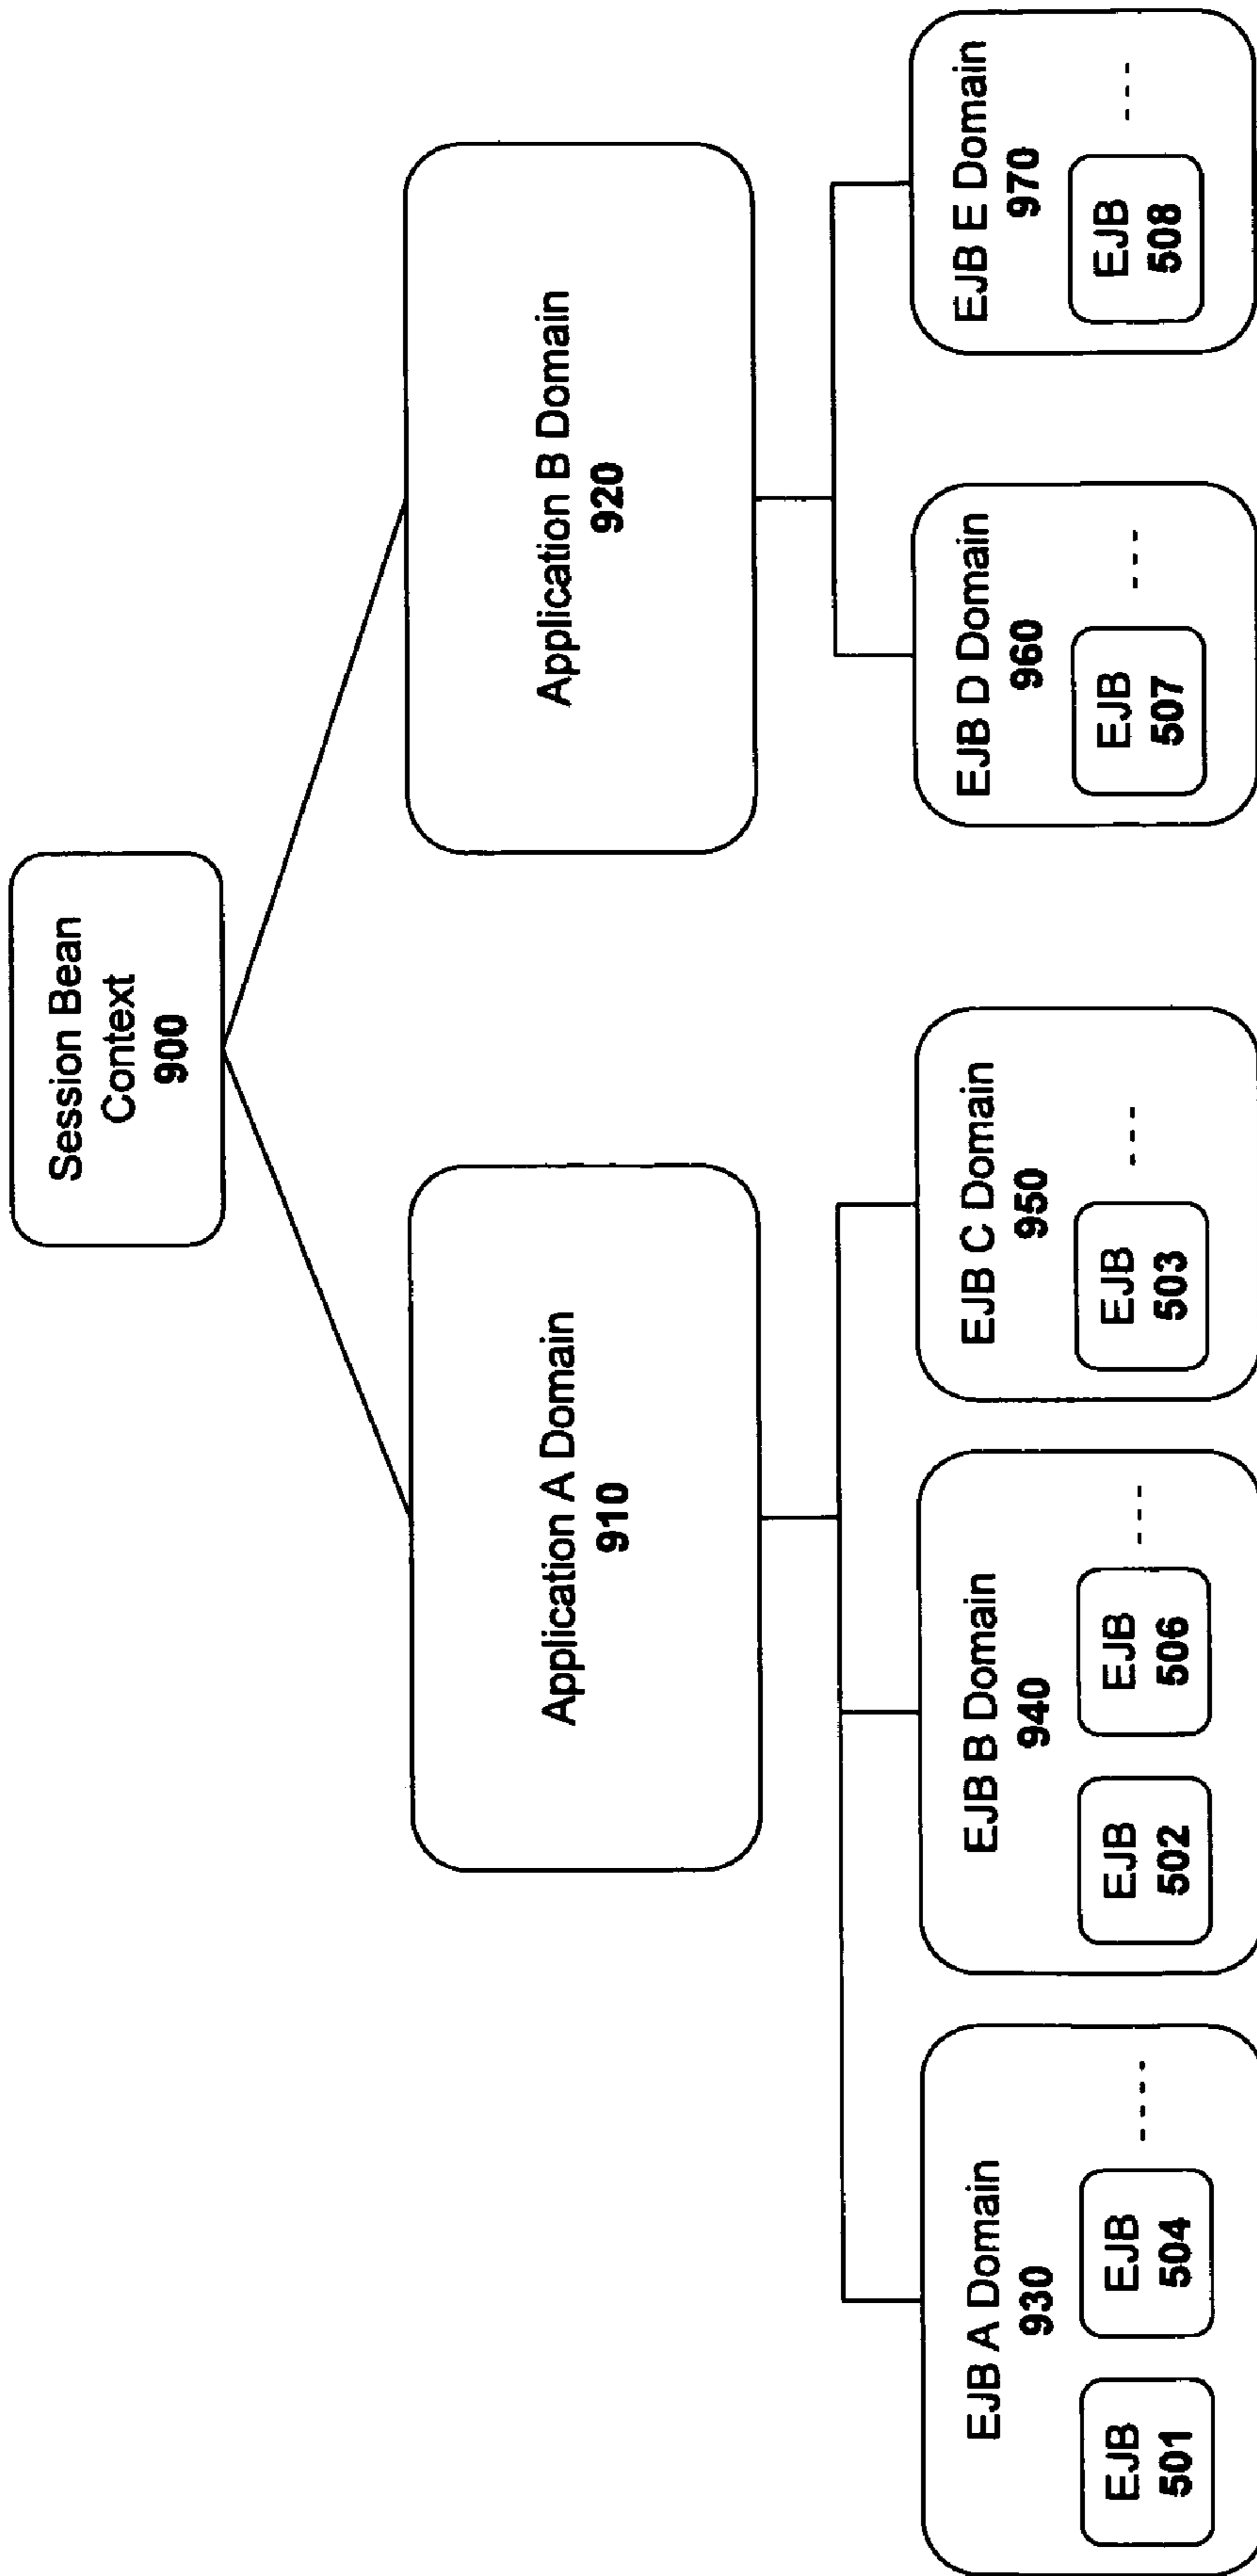 Session Bean
Context
900
Application A Domain
910
Application B Domain
920
EJB A Domain
930
EJB
501
EJB
504
EJB B Domain
940
EJB
502
EJB
506
EJB C Domain
950
EJB
503
EJB D Domain
960
EJB
507
EJB E Domain
970
EJB
508